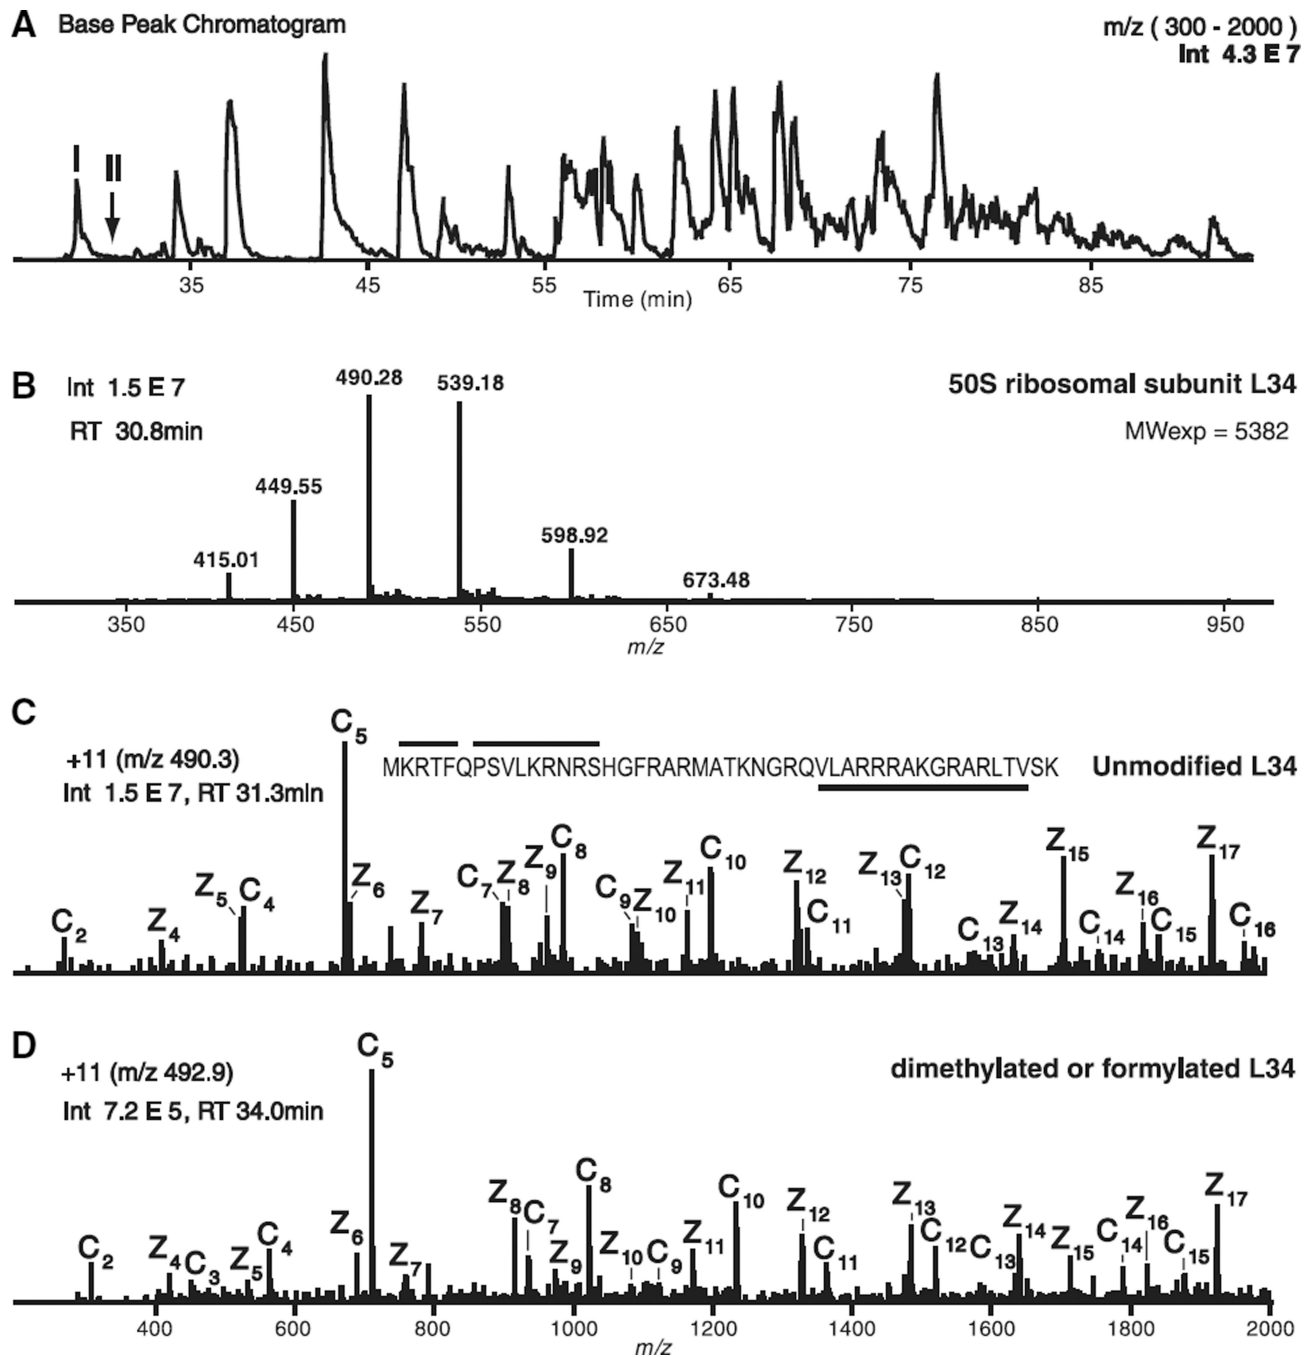 A Base Peak Chromatogram
m/z ( 300 - 2000 )
Int 4.3 E 7
I
II
35 45 55 65 75 85
Time (min)
B Int 1.5 E 7
RT 30.8min
50S ribosomal subunit L34
MWexp = 5382
490.28 539.18
449.55
598.92
415.01
673.48
350 450 550 650 750 850 950
m/z
C
+11 (m/z 490.3)
Int 1.5 E 7, RT 31.3min
MKRTFQPSVLKRNRSHGFRARMATKNGRQVLARRRAKGRARLTVSK
Unmodified L34
C2 Z4 Z5 C4 C5 Z6 Z7 C7 Z8 Z9 C8 C9 Z10 Z11 C10 Z12 C11 Z13 C12 C13 Z14 Z15 C14 Z16 C15 Z17 C16
D
+11 (m/z 492.9)
Int 7.2 E 5, RT 34.0min
dimethylated or formylated L34
C2 Z4 C3 Z5 C4 Z6 C5 Z7 Z8 C7 Z9 C8 Z10 C9 Z11 C10 Z12 C11 Z13 C12 C13 Z14 Z15 C14 Z16 C15 Z17
400 600 800 1000 1200 1400 1600 1800 2000
m/z